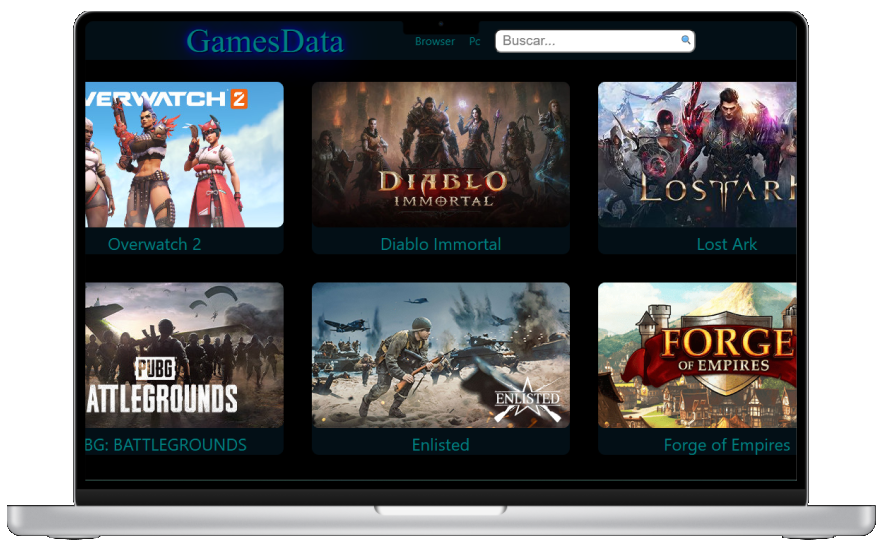 GamesData
Browser Pc Buscar...
VERWATCH 2
DIABLO
IMMORTAL
LOST ARK
Overwatch 2
Diablo Immortal
Lost Ark
PUBG
ATTLEGROUNDS
ENLISTED
FORGE
OF EMPIRES
BG: BATTLEGROUNDS
Enlisted
Forge of Empires